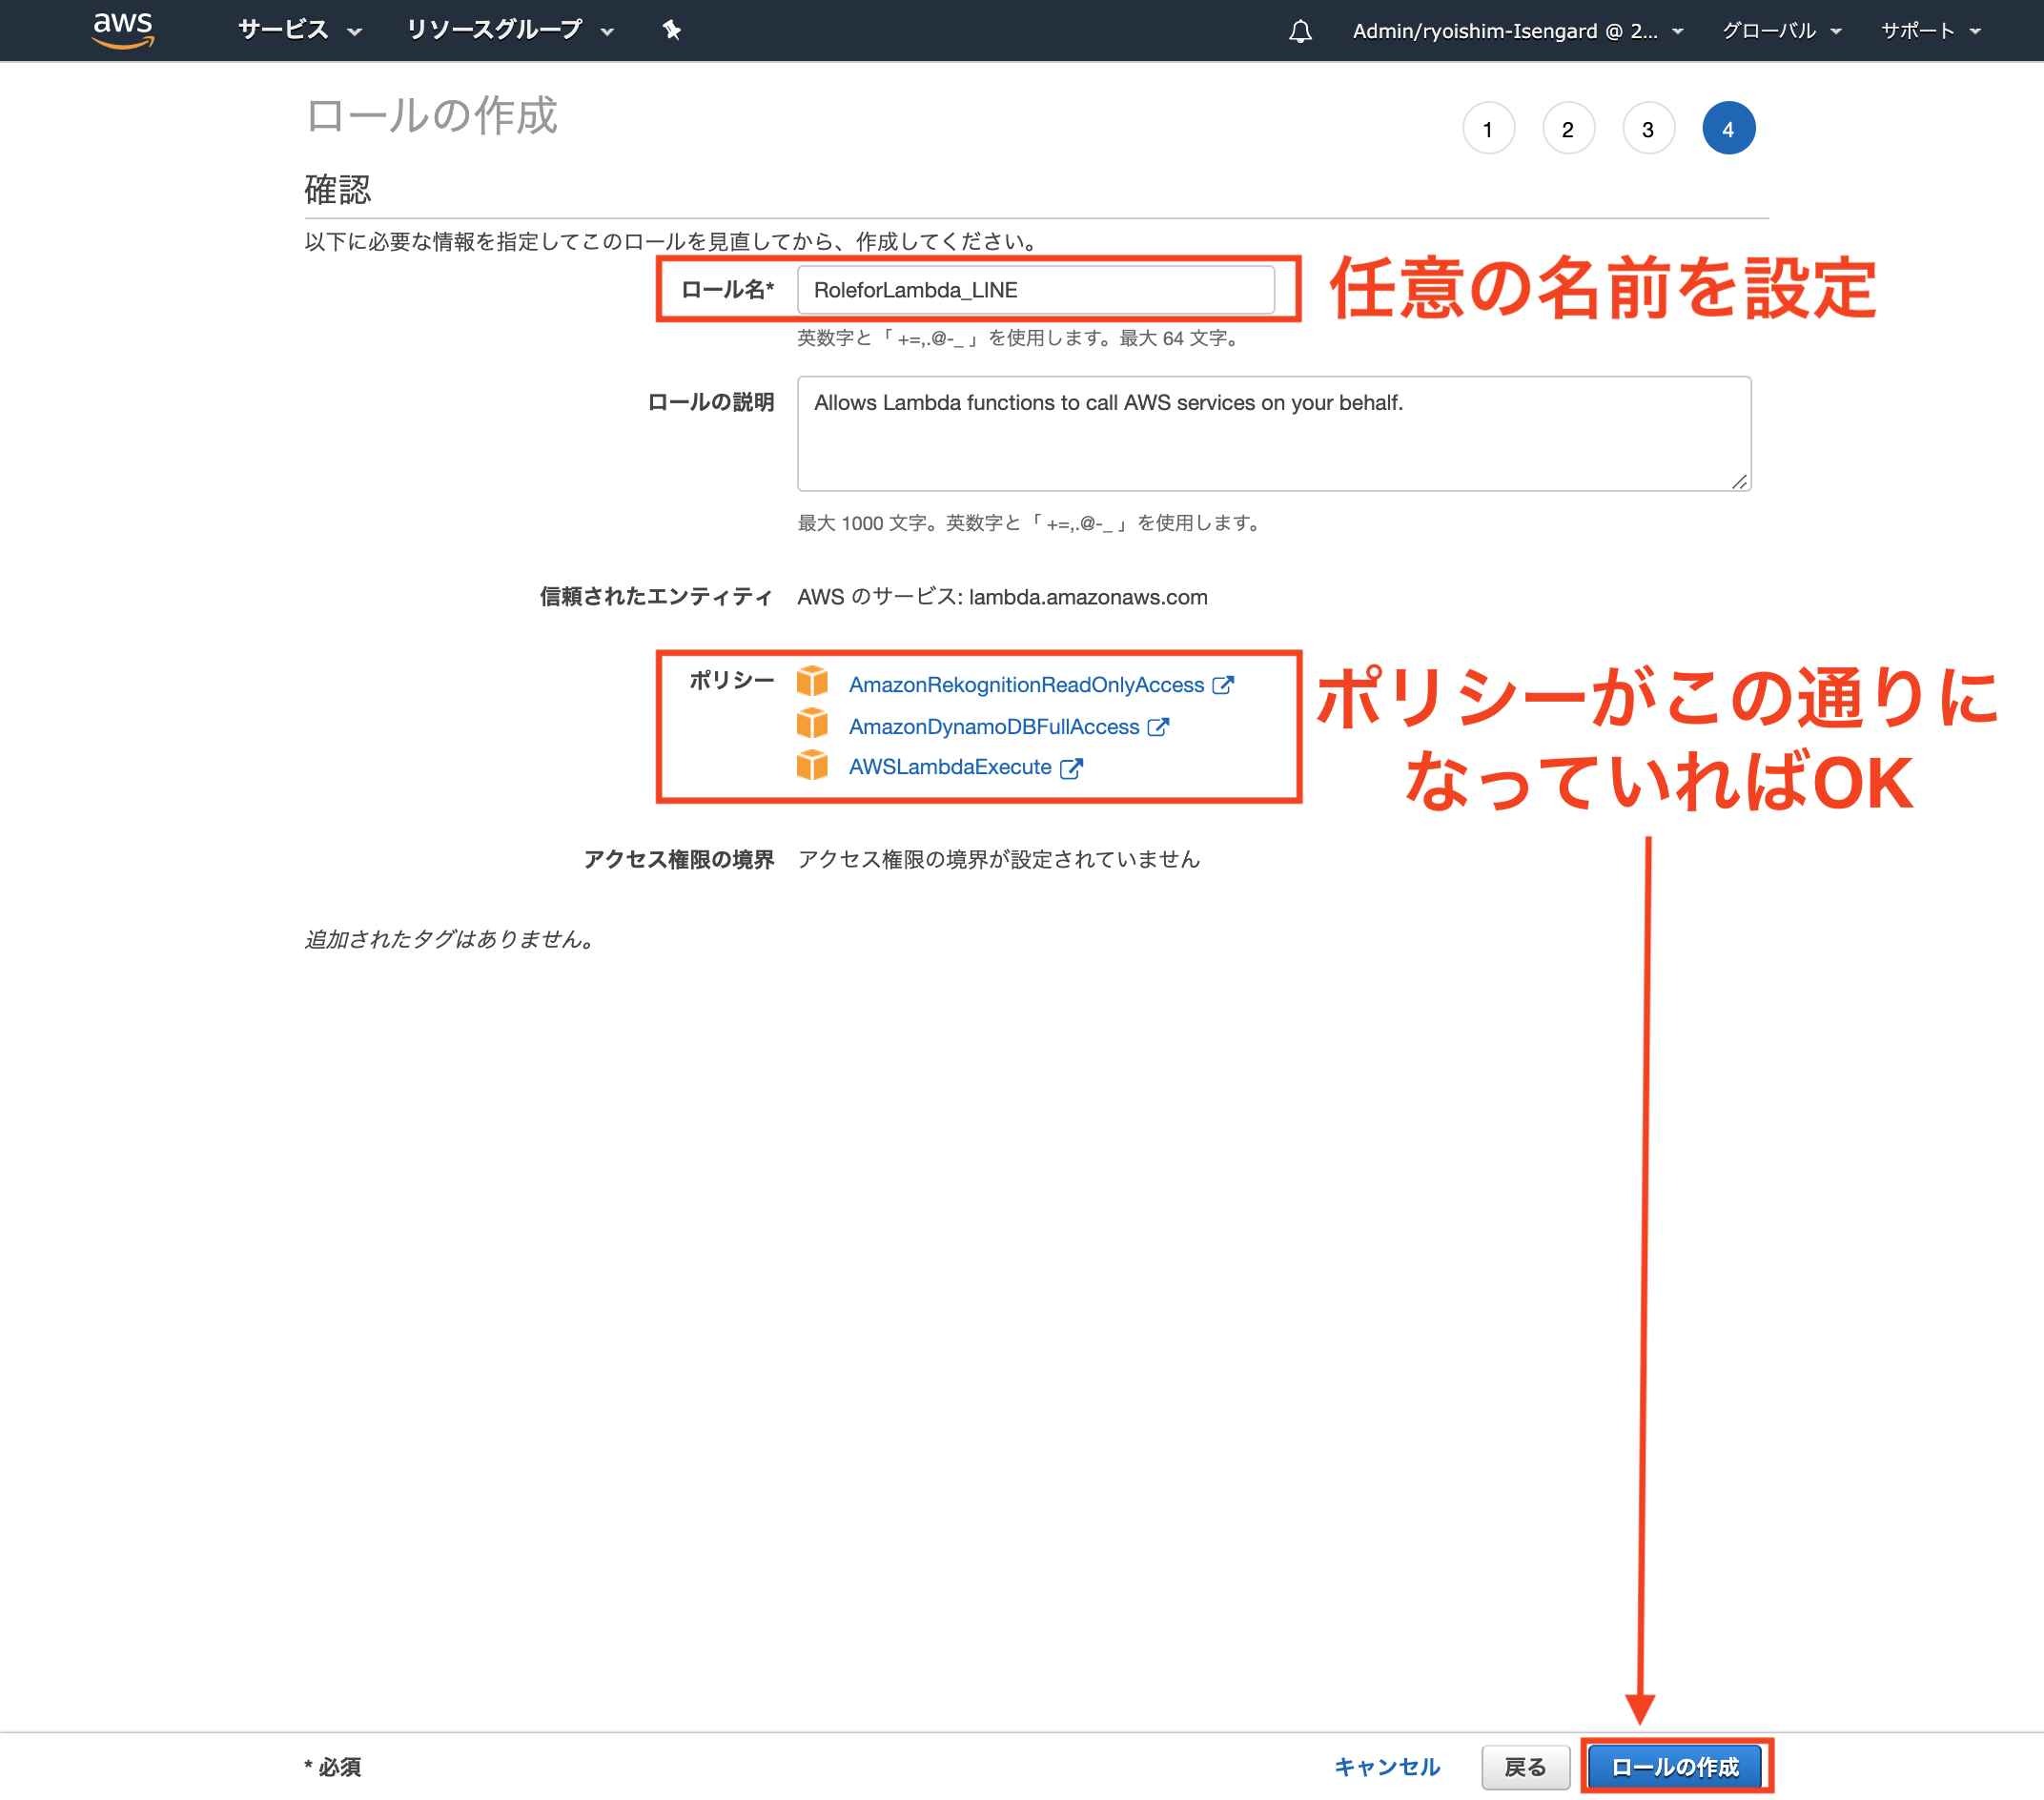 aws サービス リソースグループ Admin/ryoishim-Isengard @ 2... グローバル サポート
ロールの作成
1 2 3 4
確認
以下に必要な情報を指定してこのロールを見直してから、作成してください。
ロール名* RoleforLambda_LINE
任意の名前を設定
英数字と「 +=,.@-_ 」を使用します。最大 64 文字。
ロールの説明 Allows Lambda functions to call AWS services on your behalf.
最大 1000 文字。英数字と「 +=,.@-_ 」を使用します。
信頼されたエンティティ AWS のサービス: lambda.amazonaws.com
ポリシー AmazonRekognitionReadOnlyAccess
AmazonDynamoDBFullAccess
AWSLambdaExecute
ポリシーがこの通りに
なっていればOK
アクセス権限の境界 アクセス権限の境界が設定されていません
追加されたタグはありません。
* 必須 キャンセル 戻る ロールの作成